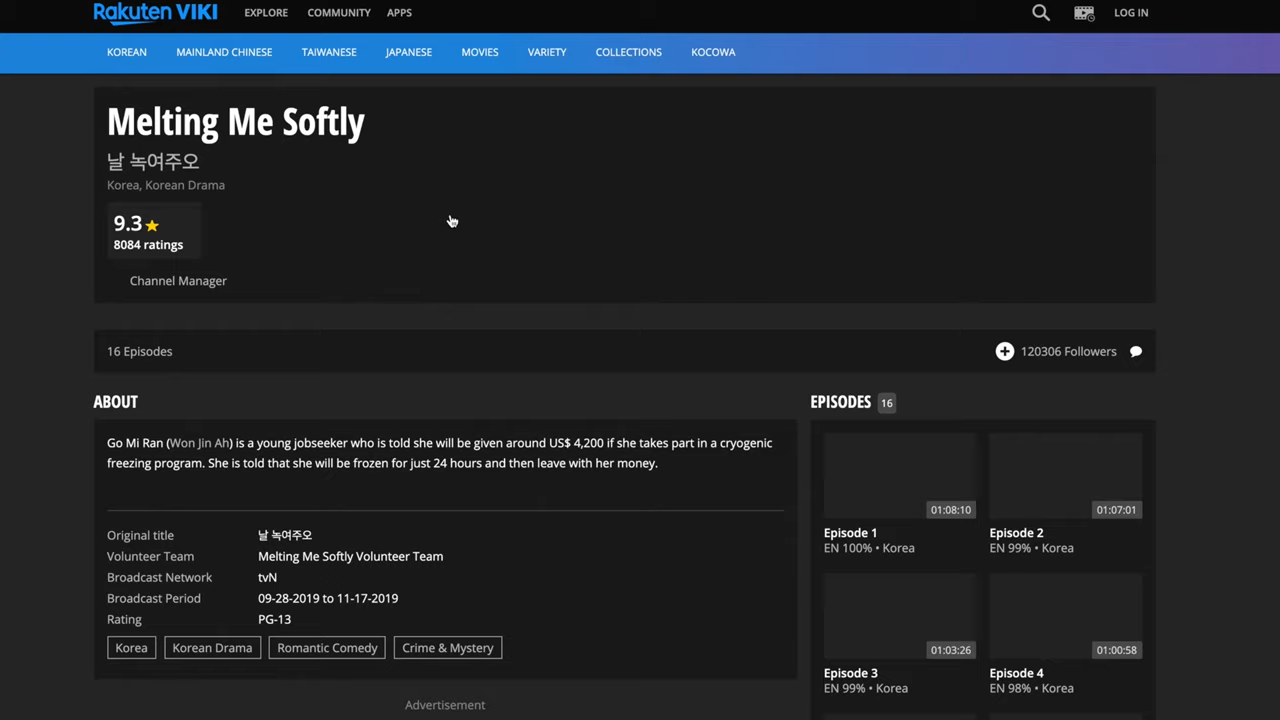 Rakuten VIKI EXPLORE COMMUNITY APPS LOG IN
KOREAN MAINLAND CHINESE TAIWANESE JAPANESE MOVIES VARIETY COLLECTIONS KOCOWA
Melting Me Softly
날 녹여주오
Korea, Korean Drama
9.3
8084 ratings
Channel Manager
16 Episodes
120306 Followers
ABOUT
Go Mi Ran (Won Jin Ah) is a young jobseeker who is told she will be given around US$ 4,200 if she takes part in a cryogenic
freezing program. She is told that she will be frozen for just 24 hours and then leave with her money.
Original title 날 녹여주오
Volunteer Team Melting Me Softly Volunteer Team
Broadcast Network tvN
Broadcast Period 09-28-2019 to 11-17-2019
Rating PG-13
Korea Korean Drama Romantic Comedy Crime & Mystery
Advertisement
EPISODES 16
01:08:10 01:07:01
Episode 1 Episode 2
EN 100% • Korea EN 99% • Korea
01:03:26 01:00:58
Episode 3 Episode 4
EN 99% • Korea EN 98% • Korea